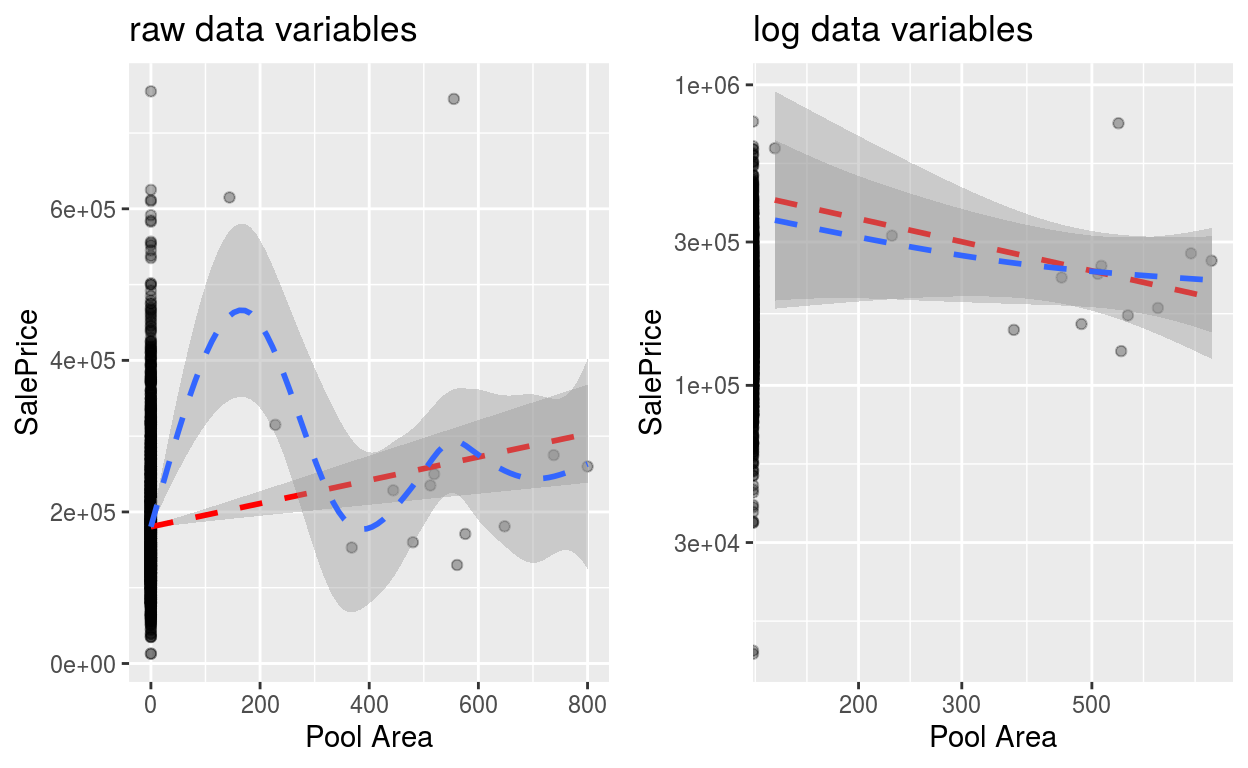 raw data variables
SalePrice
6e+05
4e+05
2e+05
0e+00
0 200 400 600 800
Pool Area
log data variables
SalePrice
1e+06
3e+05
1e+05
3e+04
200 300 500
Pool Area